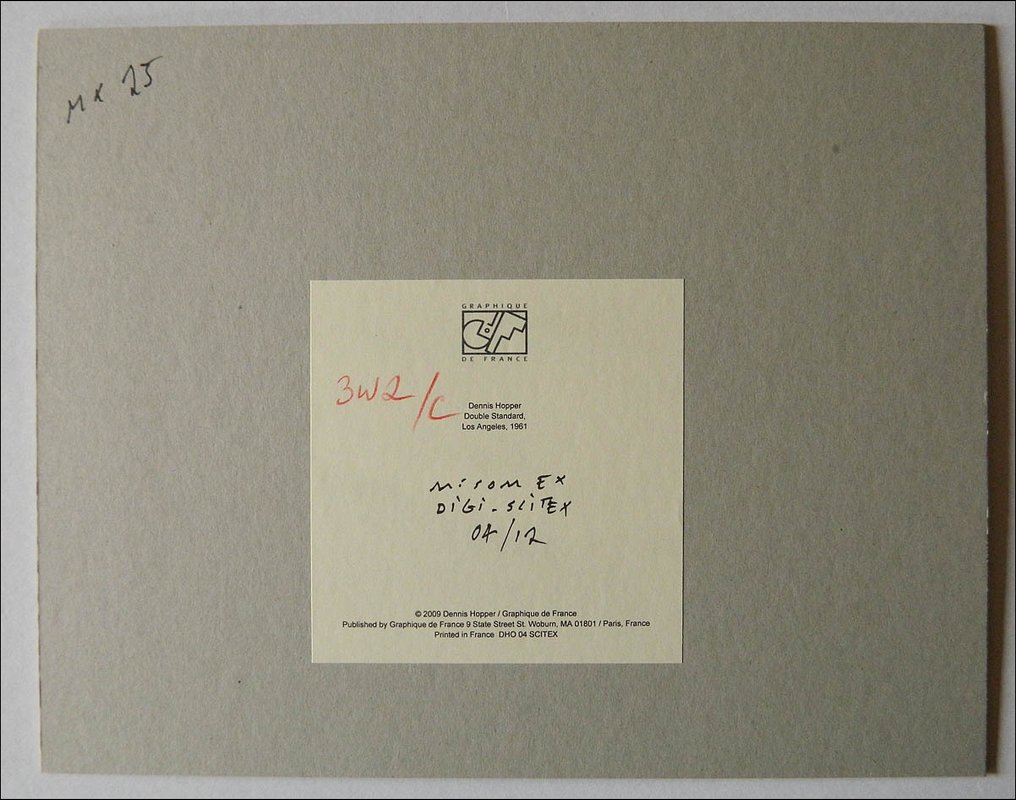 MX 25
GRAPHIQUE
GdF
DE FRANCE
3W2/C
Dennis Hopper
Double Standard,
Los Angeles, 1961
EX
DIGI-SCITEX
04/12
© 2009 Dennis Hopper / Graphique de France
Published by Graphique de France 9 State Street St. Woburn, MA 01801 / Paris, France
Printed in France DHO 04 SCITEX